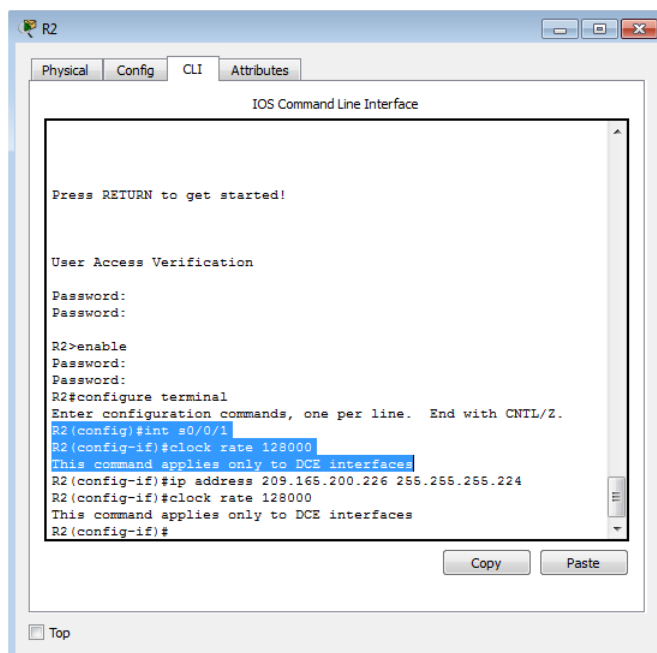 R2
Physical Config CLI Attributes
IOS Command Line Interface
Press RETURN to get started!
User Access Verification
Password:
Password:
R2>enable
Password:
Password:
R2#configure terminal
Enter configuration commands, one per line.  End with CNTL/Z.
R2(config)#int s0/0/1
R2(config-if)#clock rate 128000
This command applies only to DCE interfaces
R2(config-if)#ip address 209.165.200.226 255.255.255.224
R2(config-if)#clock rate 128000
This command applies only to DCE interfaces
R2(config-if)#
Copy Paste
Top